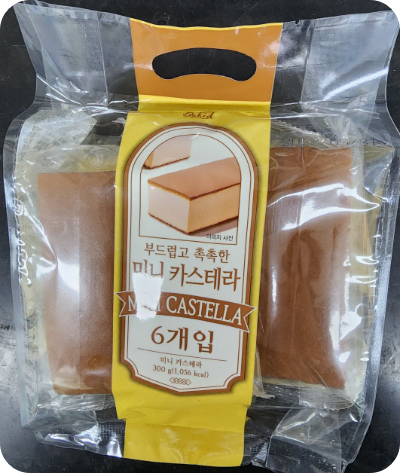 이미지 사진
부드럽고 촉촉한
미니 카스테라
Mini CASTELLA
6개입
미니 카스테라
300 g(1,056 kcal)